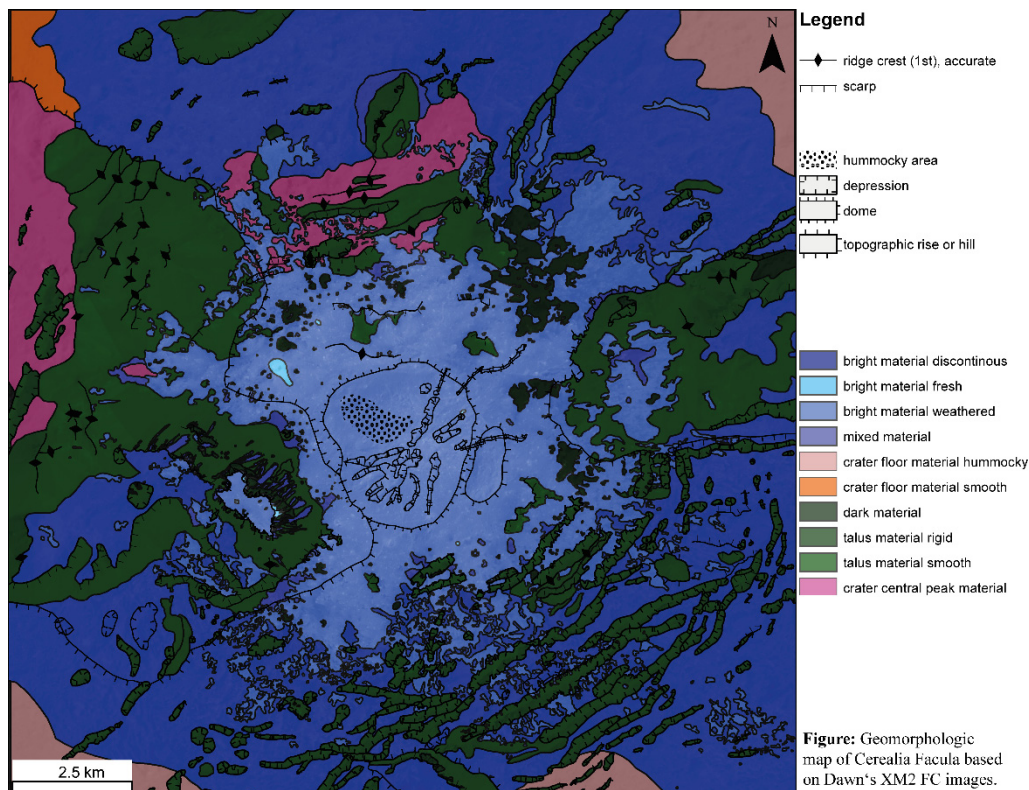 Legend
N
ridge crest (1st), accurate
scarp
hummocky area
depression
dome
topographic rise or hill
bright material discontinous
bright material fresh
bright material weathered
mixed material
crater floor material hummocky
crater floor material smooth
dark material
talus material rigid
talus material smooth
crater central peak material
2.5 km
Figure: Geomorphologic
map of Cerealia Facula based
on Dawn‘s XM2 FC images.